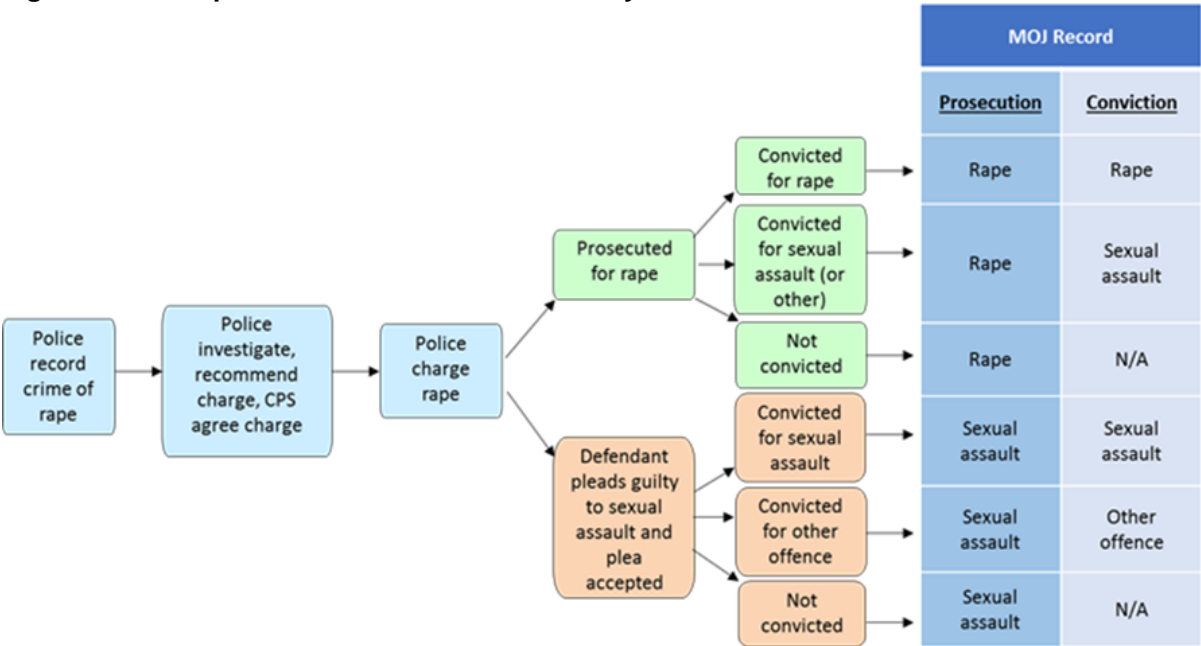 MOJ Record
Prosecution
Conviction
Police
record
crime of
rape
Police
investigate,
recommend
charge, CPS
agree charge
Police
charge
rape
Prosecuted
for rape
Defendant
pleads guilty
to sexual
assault and
plea
accepted
Convicted
for rape
Rape
Rape
Convicted
for sexual
assault (or
other)
Rape
Sexual
assault
Not
convicted
Rape
N/A
Convicted
for sexual
assault
Sexual
assault
Sexual
assault
Convicted
for other
offence
Sexual
assault
Other
offence
Not
convicted
Sexual
assault
N/A